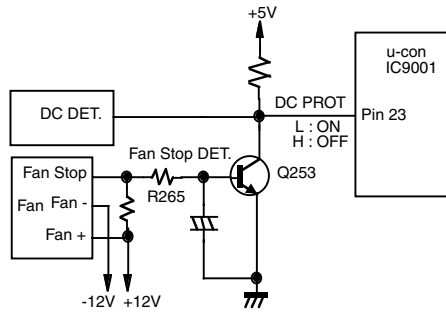 +5V
u-con
IC9001
DC DET.
DC PROT
Pin 23
L : ON
H : OFF
Fan Stop DET.
Fan Stop
Q253
R265
Fan
Fan -
Fan +
-12V
+12V